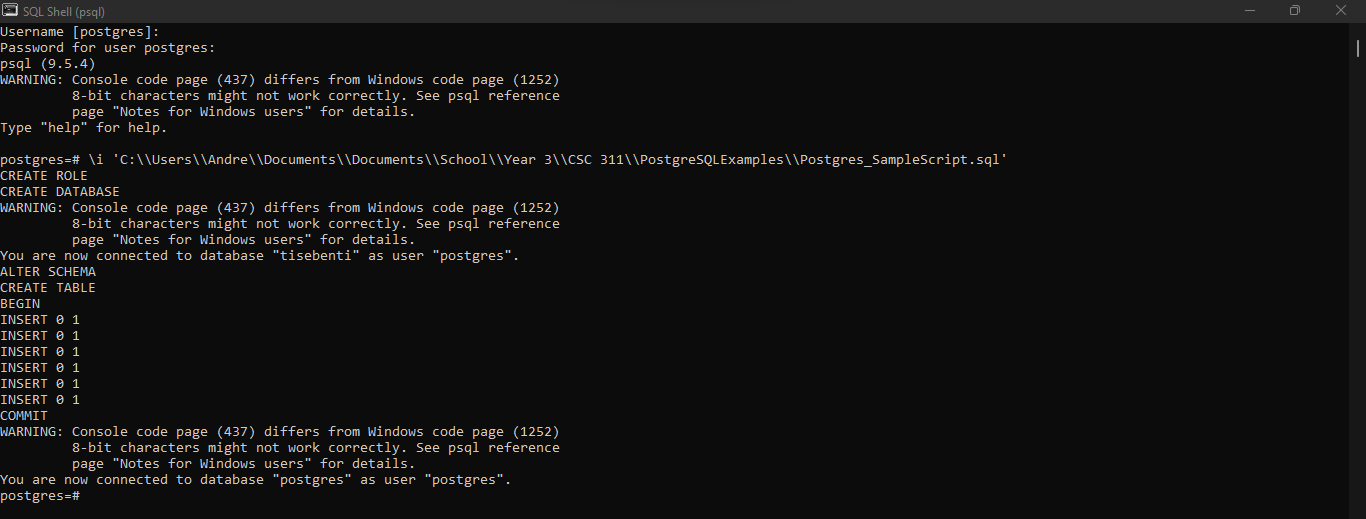 SQL Shell (psql)
Username [postgres]:
Password for user postgres:
psql (9.5.4)
WARNING: Console code page (437) differs from Windows code page (1252)
         8-bit characters might not work correctly. See psql reference
         page "Notes for Windows users" for details.
Type "help" for help.

postgres=# \i 'C:\\Users\\Andre\\Documents\\Documents\\School\\Year 3\\CSC 311\\PostgreSQLExamples\\Postgres_SampleScript.sql'
CREATE ROLE
CREATE DATABASE
WARNING: Console code page (437) differs from Windows code page (1252)
         8-bit characters might not work correctly. See psql reference
         page "Notes for Windows users" for details.
You are now connected to database "tisebenti" as user "postgres".
ALTER SCHEMA
CREATE TABLE
BEGIN
INSERT 0 1
INSERT 0 1
INSERT 0 1
INSERT 0 1
INSERT 0 1
INSERT 0 1
COMMIT
WARNING: Console code page (437) differs from Windows code page (1252)
         8-bit characters might not work correctly. See psql reference
         page "Notes for Windows users" for details.
You are now connected to database "postgres" as user "postgres".
postgres=#